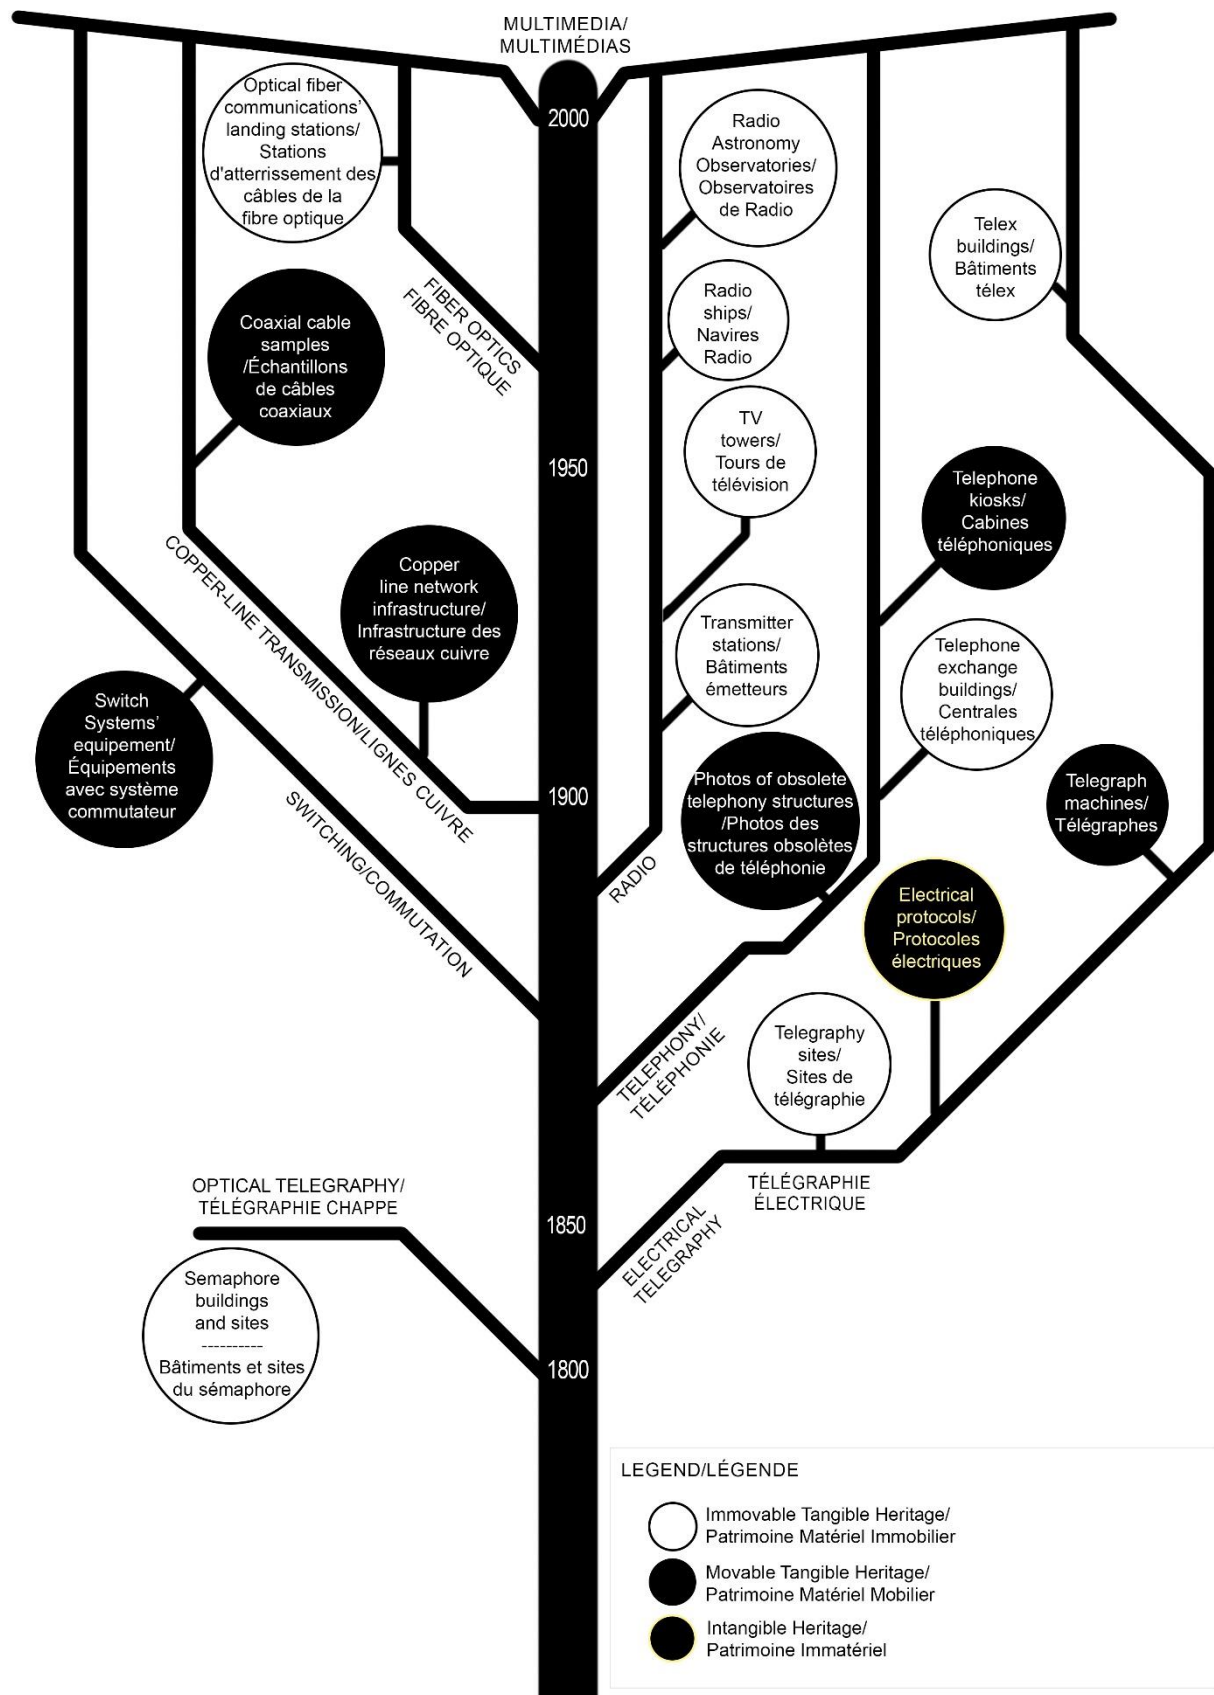 MULTIMEDIA/
MULTIMÉDIAS
2000
Optical fiber
communications'
landing stations/
Stations
d'atterrissement des
câbles de la
fibre optique
Radio
Astronomy
Observatories/
Observatoires
de Radio
Telex
buildings/
Bâtiments
télex
FIBER OPTICS
FIBRE OPTIQUE
Radio
ships/
Navires
Radio
Coaxial cable
samples
/Échantillons
de câbles
coaxiaux
TV
towers/
Tours de
télévision
1950
Telephone
kiosks/
Cabines
téléphoniques
COPPER-LINE TRANSMISSION/LIGNES CUIVRE
Copper
line network
infrastructure/
Infrastructure des
réseaux cuivre
Transmitter
stations/
Bâtiments
émetteurs
Telephone
exchange
buildings/
Centrales
téléphoniques
Switch
Systems'
equipement/
Équipements
avec système
commutateur
SWITCHING/COMMUTATION
1900
Photos of obsolete
telephony structures
/Photos des
structures obsolètes
de téléphonie
Telegraph
machines/
Télégraphes
RADIO
Electrical
protocols/
Protocoles
électriques
TELEPHONY/
TÉLÉPHONIE
Telegraphy
sites/
Sites de
télégraphie
OPTICAL TELEGRAPHY/
TÉLÉGRAPHIE CHAPPE
TÉLÉGRAPHIE
ÉLECTRIQUE
1850
ELECTRICAL
TELEGRAPHY
Semaphore
buildings
and sites
----------
Bâtiments et sites
du sémaphore
1800
LEGEND/LÉGENDE
Immovable Tangible Heritage/
Patrimoine Matériel Immobilier
Movable Tangible Heritage/
Patrimoine Matériel Mobilier
Intangible Heritage/
Patrimoine Immatériel